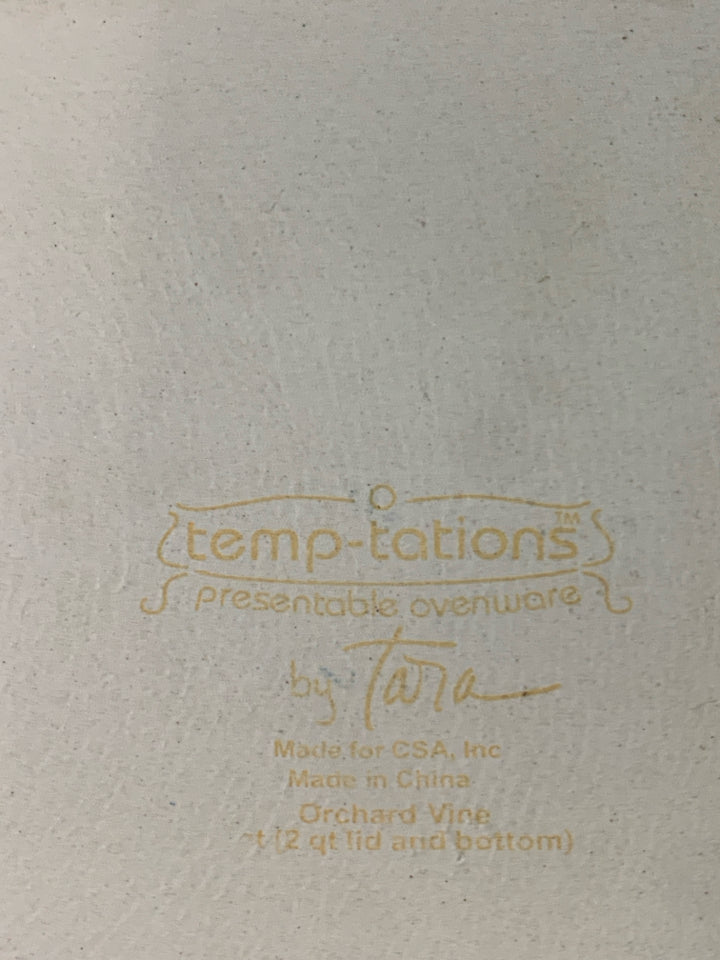 temp-tations™
presentable ovenware
by Tara
Made for CSA, Inc
Made in China
Orchard Vine
(2 qt lid and bottom)